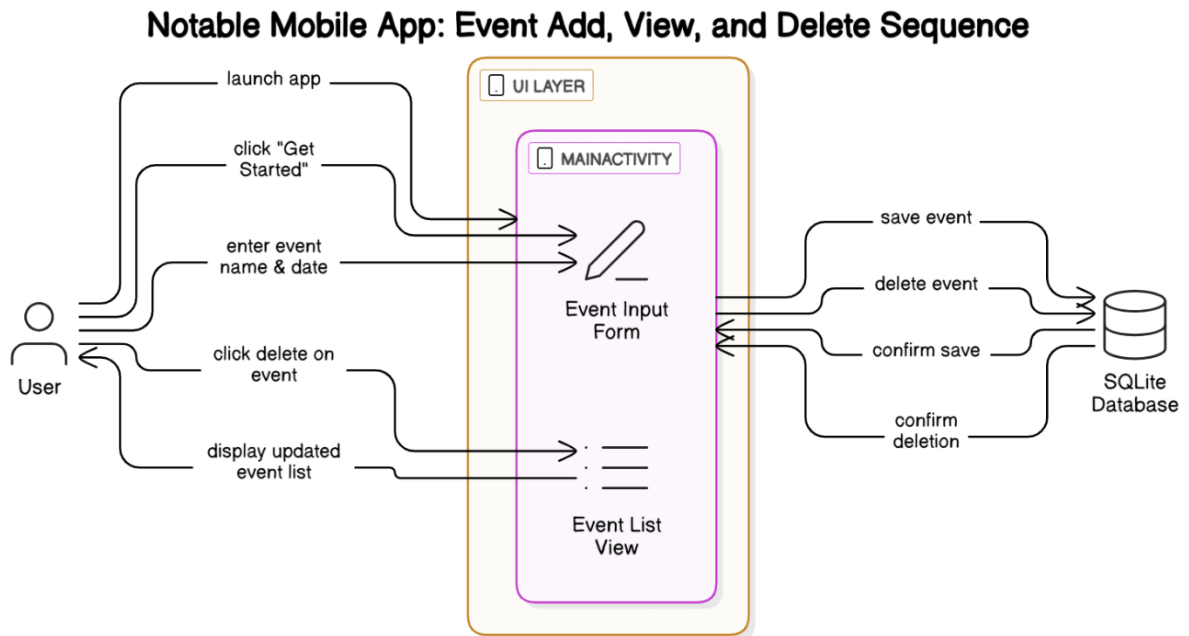 Notable Mobile App: Event Add, View, and Delete Sequence
launch app
click "Get
Started"
enter event
name & date
User
click delete on
event
display updated
event list
UI LAYER
MAINACTIVITY
Event Input
Form
Event List
View
save event
delete event
confirm save
confirm
deletion
SQLite
Database